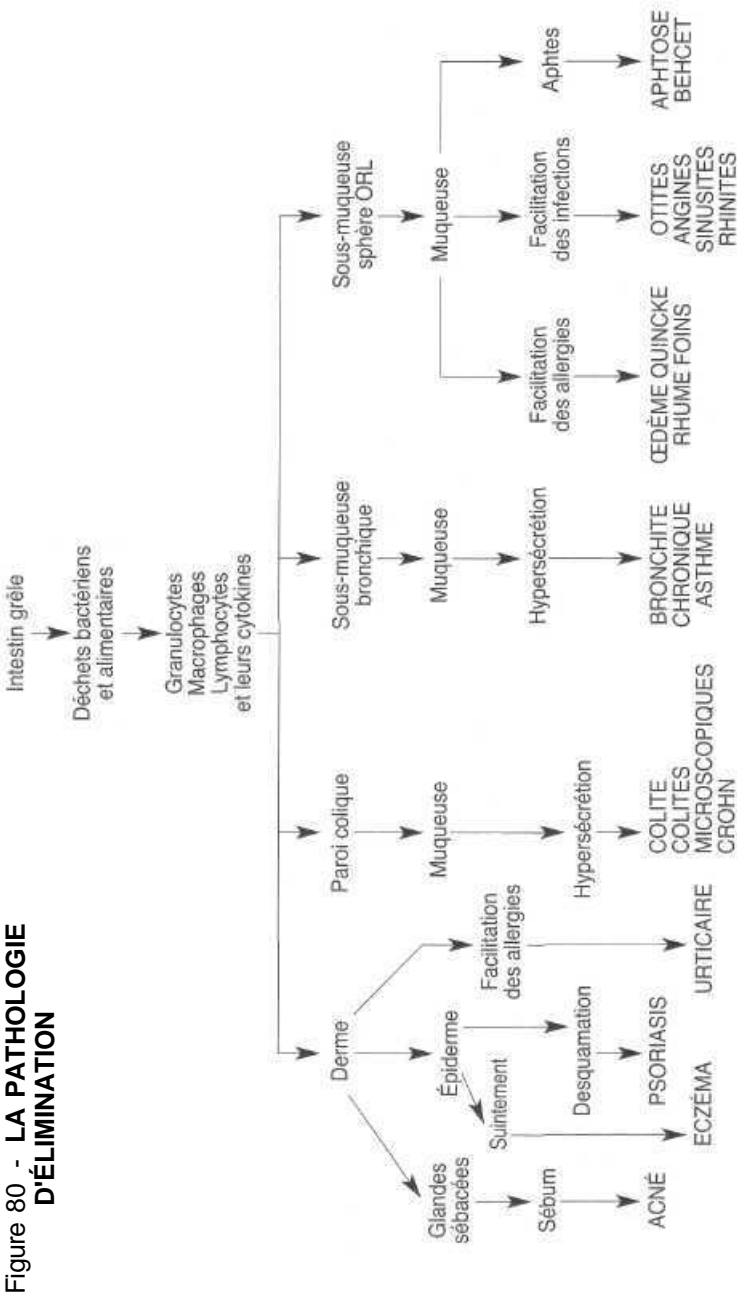 Figure 80 - LA PATHOLOGIE
D'ÉLIMINATION
Intestin grêle
Déchets bactériens
et alimentaires
Granulocytes
Macrophages
Lymphocytes
et leurs cytokines
Derme
Paroi colique
Sous-muqueuse
bronchique
Sous-muqueuse
sphère ORL
Glandes
sébacées
Épiderme
Facilitation
des allergies
Muqueuse
Muqueuse
Muqueuse
Sébum
Suintement
Desquamation
Hypersécrétion
Hypersécrétion
Facilitation
des allergies
Facilitation
des infections
Aphtes
ACNÉ
ECZÉMA
PSORIASIS
URTICAIRE
COLITE
COLITES
MICROSCOPIQUES
CROHN
BRONCHITE
CHRONIQUE
ASTHME
ŒDÈME QUINCKE
RHUME FOINS
OTITES
ANGINES
SINUSITES
RHINITES
APHTOSE
BEHCET